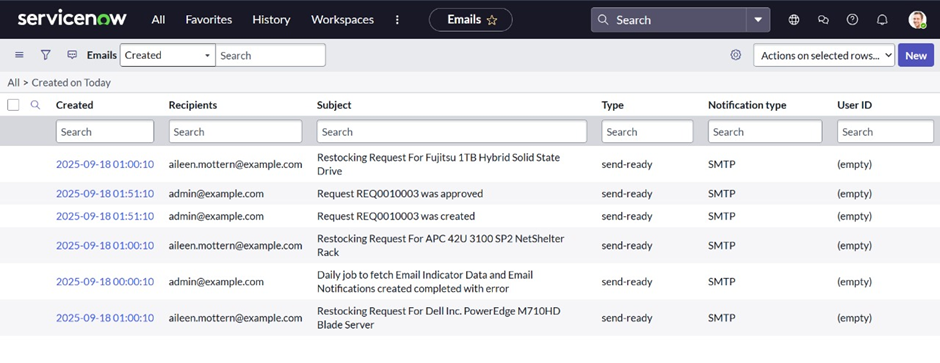 servicenow All Favorites History Workspaces Emails Search
Emails Created Search Actions on selected rows... New
All > Created on Today
Created Recipients Subject Type Notification type User ID
Search Search Search Search Search Search
2025-09-18 01:00:10 aileen.mottern@example.com Restocking Request For Fujitsu 1TB Hybrid Solid State send-ready SMTP (empty)
Drive
2025-09-18 01:51:10 admin@example.com Request REQ0010003 was approved send-ready SMTP (empty)
2025-09-18 01:51:10 admin@example.com Request REQ0010003 was created send-ready SMTP (empty)
2025-09-18 01:00:10 aileen.mottern@example.com Restocking Request For APC 42U 3100 SP2 NetShelter send-ready SMTP (empty)
Rack
2025-09-18 00:00:10 admin@example.com Daily job to fetch Email Indicator Data and Email send-ready SMTP (empty)
Notifications created completed with error
2025-09-18 01:00:10 aileen.mottern@example.com Restocking Request For Dell Inc. PowerEdge M710HD send-ready SMTP (empty)
Blade Server